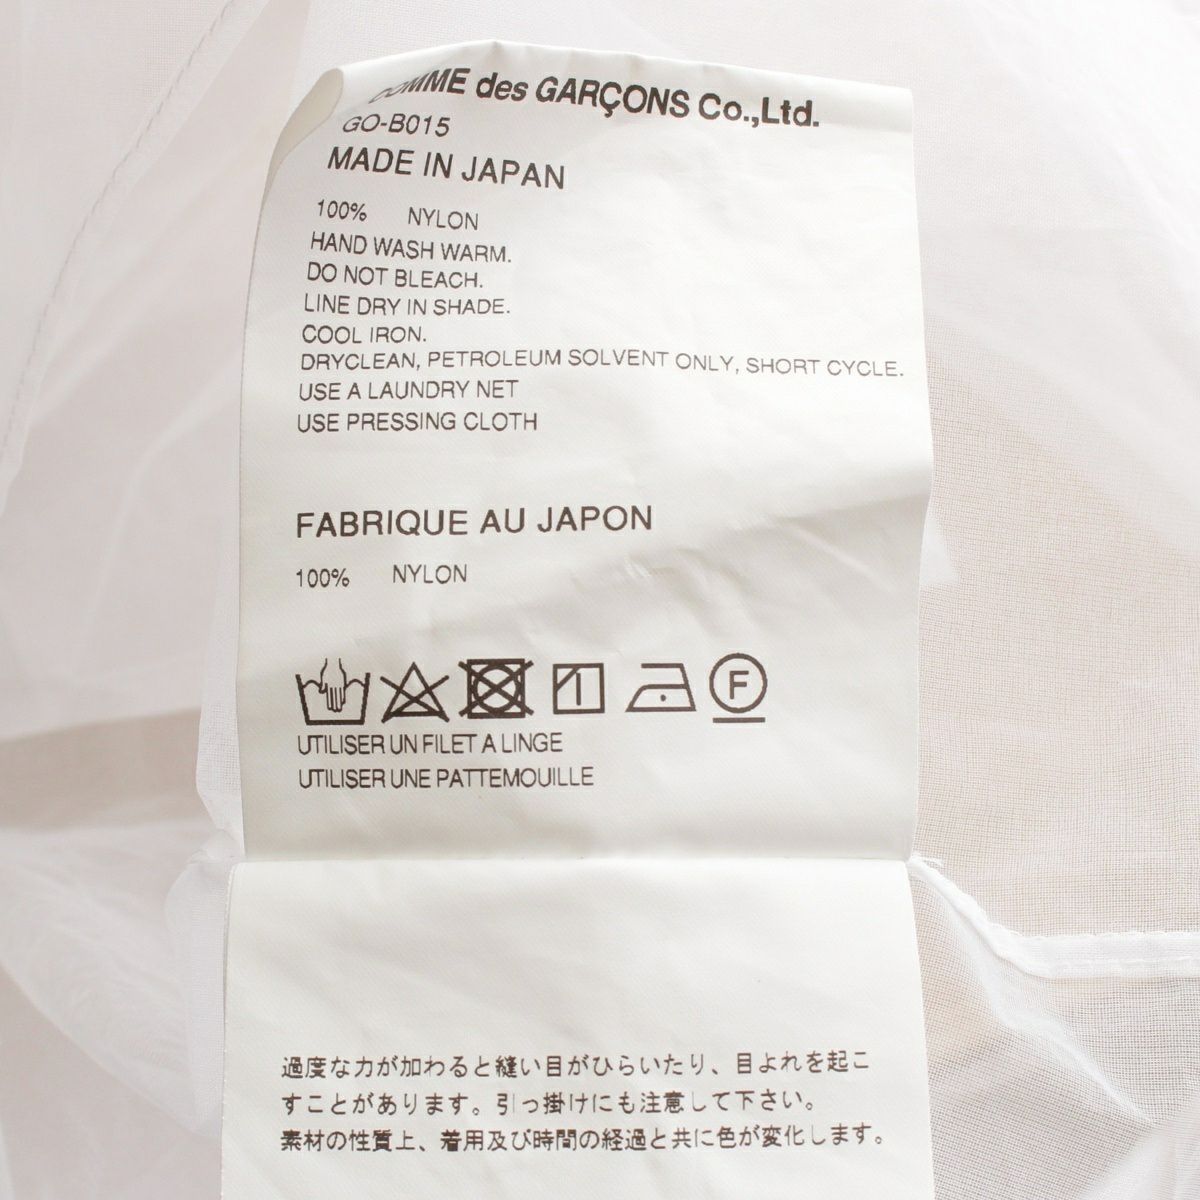 COMME des GARÇONS Co.,Ltd.
GO-B015
MADE IN JAPAN
100% NYLON
HAND WASH WARM.
DO NOT BLEACH.
LINE DRY IN SHADE.
COOL IRON.
DRYCLEAN, PETROLEUM SOLVENT ONLY, SHORT CYCLE.
USE A LAUNDRY NET
USE PRESSING CLOTH
FABRIQUE AU JAPON
100% NYLON
F
UTILISER UN FILET A LINGE
UTILISER UNE PATTEMOUILLE
過度な力が加わると縫い目がひらいたり、目よれを起こ
すことがあります。引っ掛けにも注意して下さい。
素材の性質上、着用及び時間の経過と共に色が変化します。